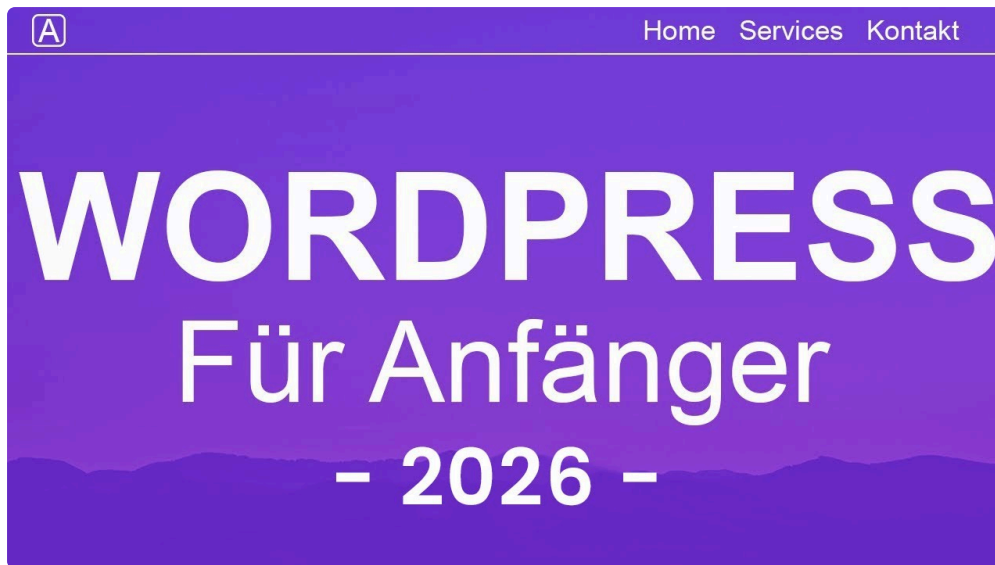 A Home Services Kontakt
WORDPRESS
Für Anfänger
- 2026 -